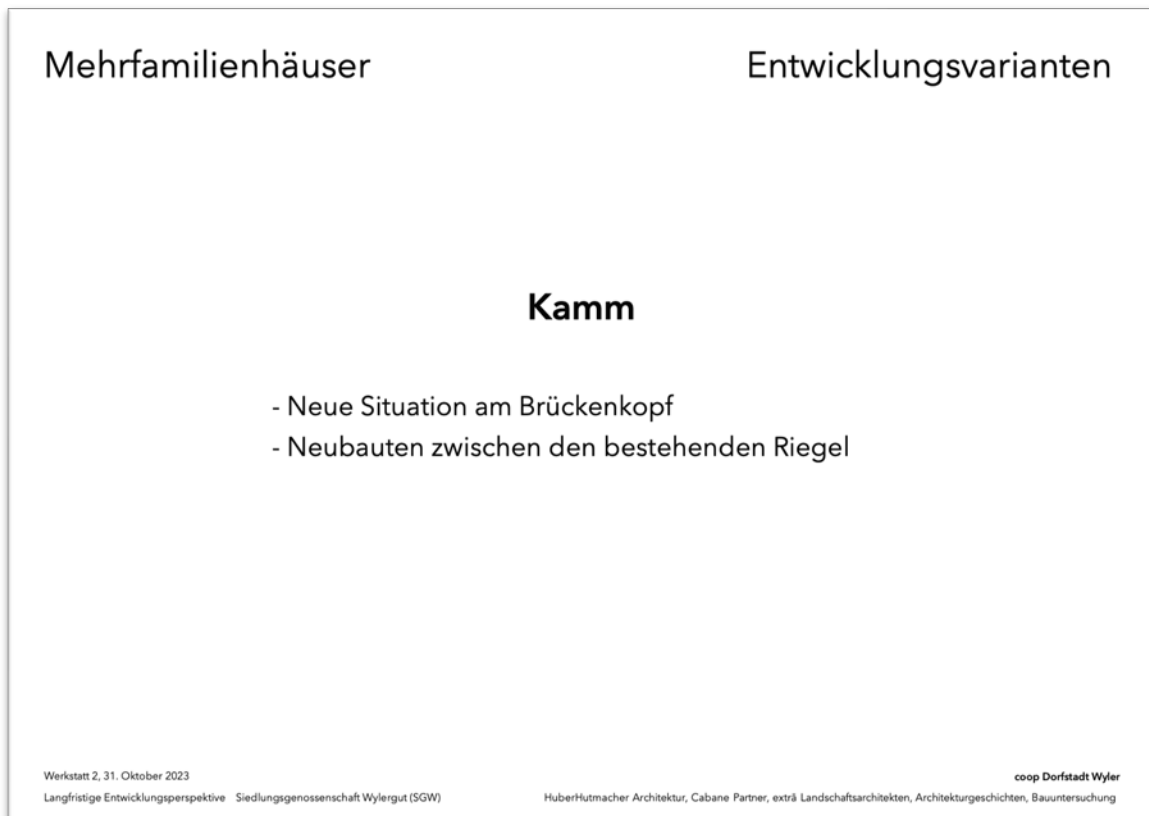 Mehrfamilienhäuser Entwicklungsvarianten
Kamm
- Neue Situation am Brückenkopf
- Neubauten zwischen den bestehenden Riegel
Werkstatt 2, 31. Oktober 2023 coop Dorfstadt Wyler
Langfristige Entwicklungsperspektive Siedlungsgenossenschaft Wylergut (SGW) HuberHutmacher Architektur, Cabane Partner, extrā Landschaftsarchitekten, Architekturgeschichten, Bauuntersuchung